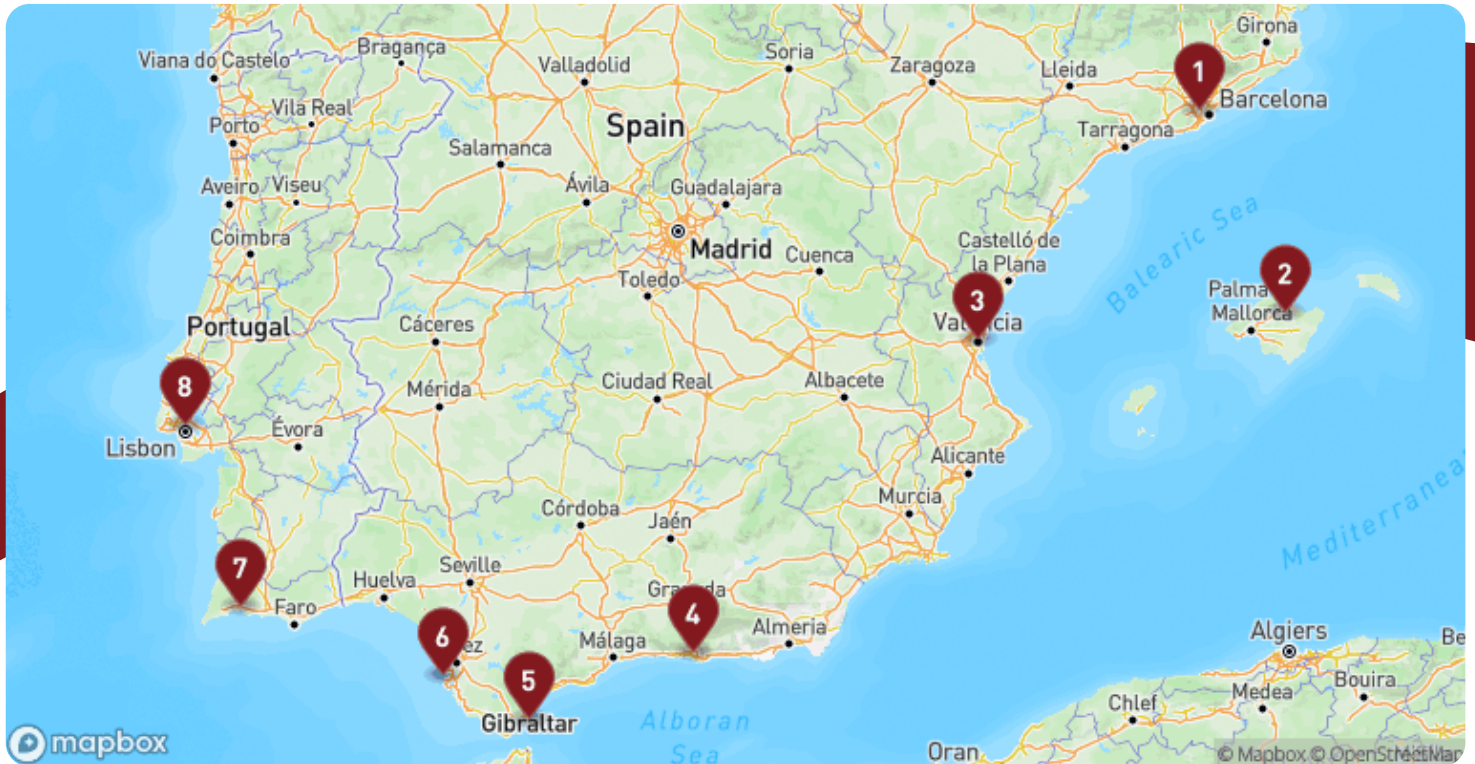 Girona
Bragança
Viana do Castelo
Soria
Valladolid
Zaragoza
Lleida
1
Barcelona
Vila Real
Porto
Spain
Tarragona
Salamanca
Aveiro
Viseu
Ávila
Guadalajara
Coimbra
Madrid
Cuenca
Castelló de
la Plana
Balearic Sea
2
Toledo
3
Palma
Mallorca
Portugal
Cáceres
8
Ciudad Real
Albacete
Mérida
Lisbon
Évora
Alicante
Murcia
Córdoba
Jaén
7
Seville
Huelva
4
Faro
6
Málaga
Almeria
5
Gibraltar
Alboran
Sea
Algiers
Be
Bouira
Medea
Chlef
Oran
mapbox
© Mapbox © OpenStreetMap